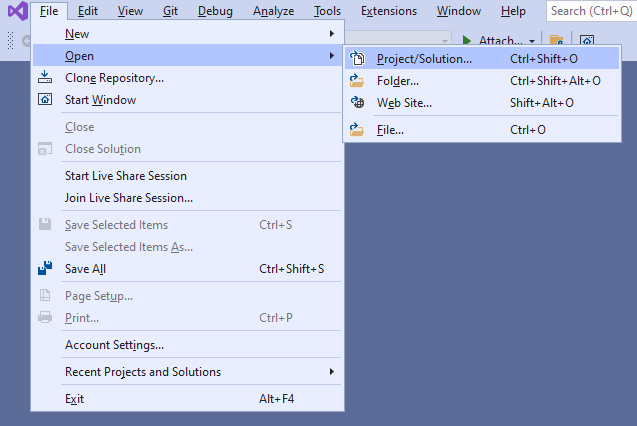 File Edit View Git Debug Analyze Tools Extensions Window Help Search (Ctrl+Q)
Attach...
New
Open
Clone Repository...
Start Window
Close
Close Solution
Start Live Share Session
Join Live Share Session...
Save Selected Items Ctrl+S
Save Selected Items As...
Save All Ctrl+Shift+S
Page Setup...
Print... Ctrl+P
Account Settings...
Recent Projects and Solutions
Exit Alt+F4
Project/Solution... Ctrl+Shift+O
Folder... Ctrl+Shift+Alt+O
Web Site... Shift+Alt+O
File... Ctrl+O